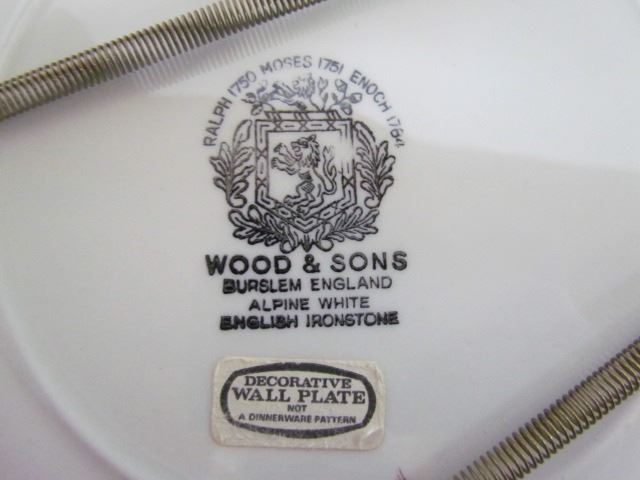 RALPH 1750 MOSES 1751 ENOCH 1764
WOOD & SONS
BURSLEM ENGLAND
ALPINE WHITE
ENGLISH IRONSTONE
DECORATIVE
WALL PLATE
NOT
A DINNERWARE PATTERN